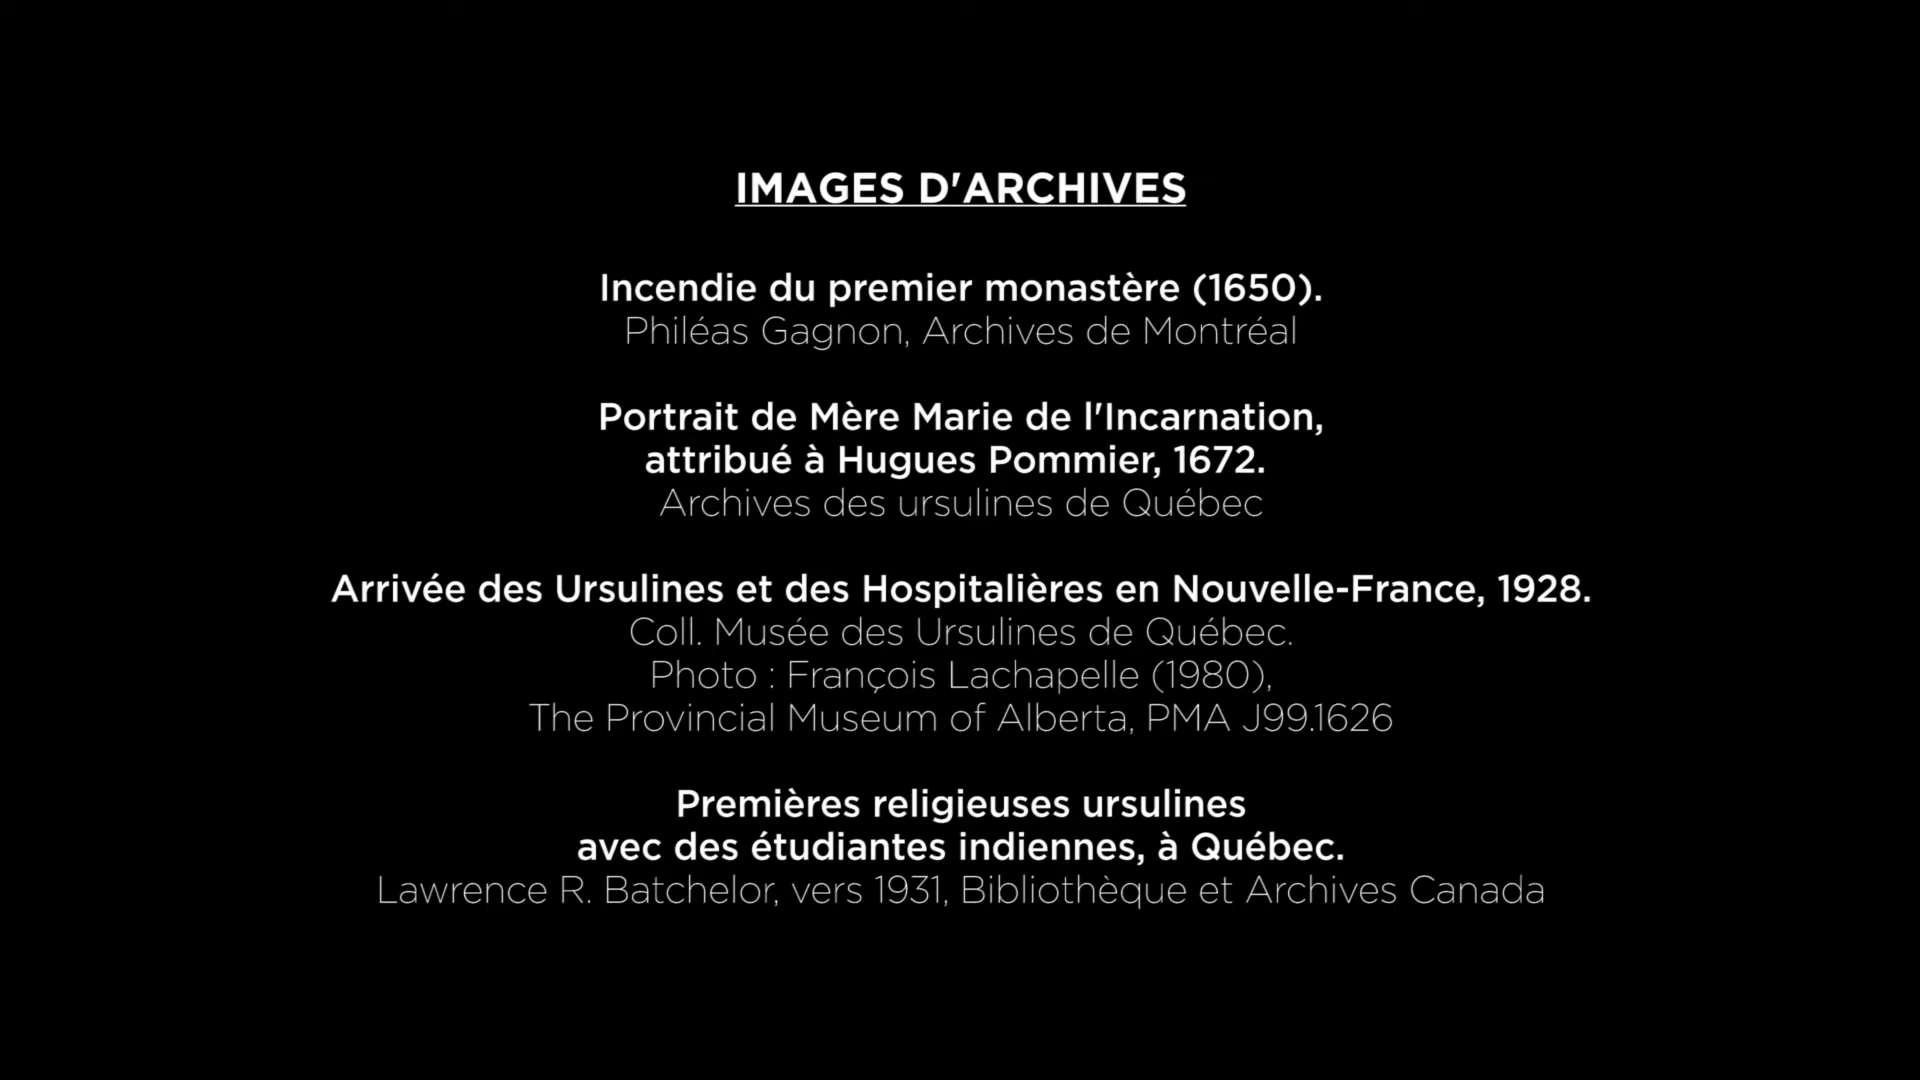 IMAGES D'ARCHIVES
Incendie du premier monastère (1650).
Philéas Gagnon, Archives de Montréal
Portrait de Mère Marie de l'Incarnation,
attribué à Hugues Pommier, 1672.
Archives des ursulines de Québec
Arrivée des Ursulines et des Hospitalières en Nouvelle-France, 1928.
Coll. Musée des Ursulines de Québec.
Photo : François Lachapelle (1980),
The Provincial Museum of Alberta, PMA J99.1626
Premières religieuses ursulines
avec des étudiantes indiennes, à Québec.
Lawrence R. Batchelor, vers 1931, Bibliothèque et Archives Canada